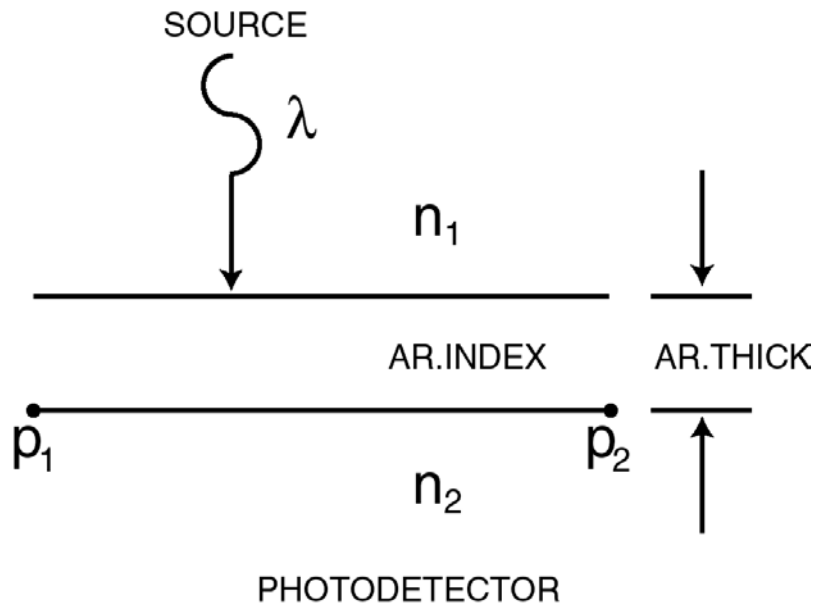 SOURCE
λ
n1
AR.INDEX
AR.THICK
p1
p2
n2
PHOTODETECTOR